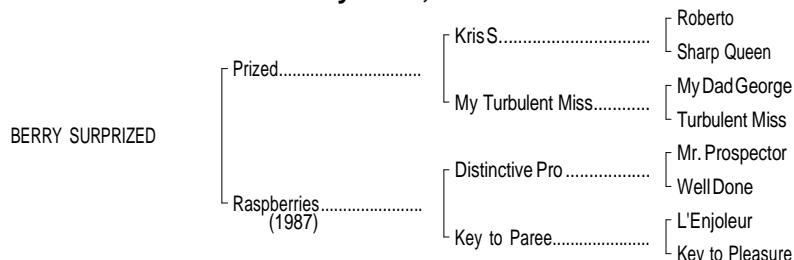 Roberto
Kris S.................................
Sharp Queen
Prized...............................
My Dad George
My Turbulent Miss............
Turbulent Miss
BERRY SURPRIZED
Mr. Prospector
Distinctive Pro ..................
Well Done
Raspberries......................
(1987)
L'Enjoleur
Key to Paree.....................
Key to Pleasure